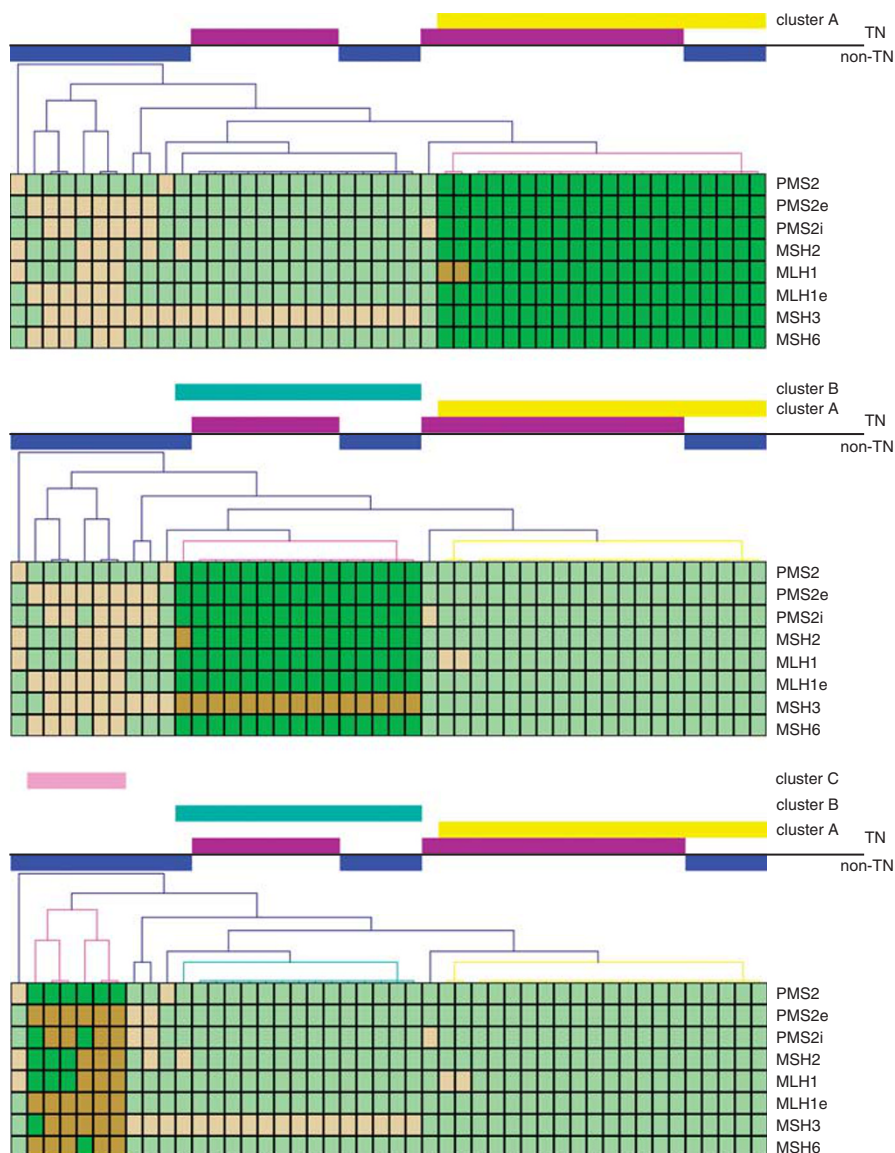 cluster A
TN
non-TN
PMS2
PMS2e
PMS2i
MSH2
MLH1
MLH1e
MSH3
MSH6
cluster B
cluster A
TN
non-TN
PMS2
PMS2e
PMS2i
MSH2
MLH1
MLH1e
MSH3
MSH6
cluster C
cluster B
cluster A
TN
non-TN
PMS2
PMS2e
PMS2i
MSH2
MLH1
MLH1e
MSH3
MSH6